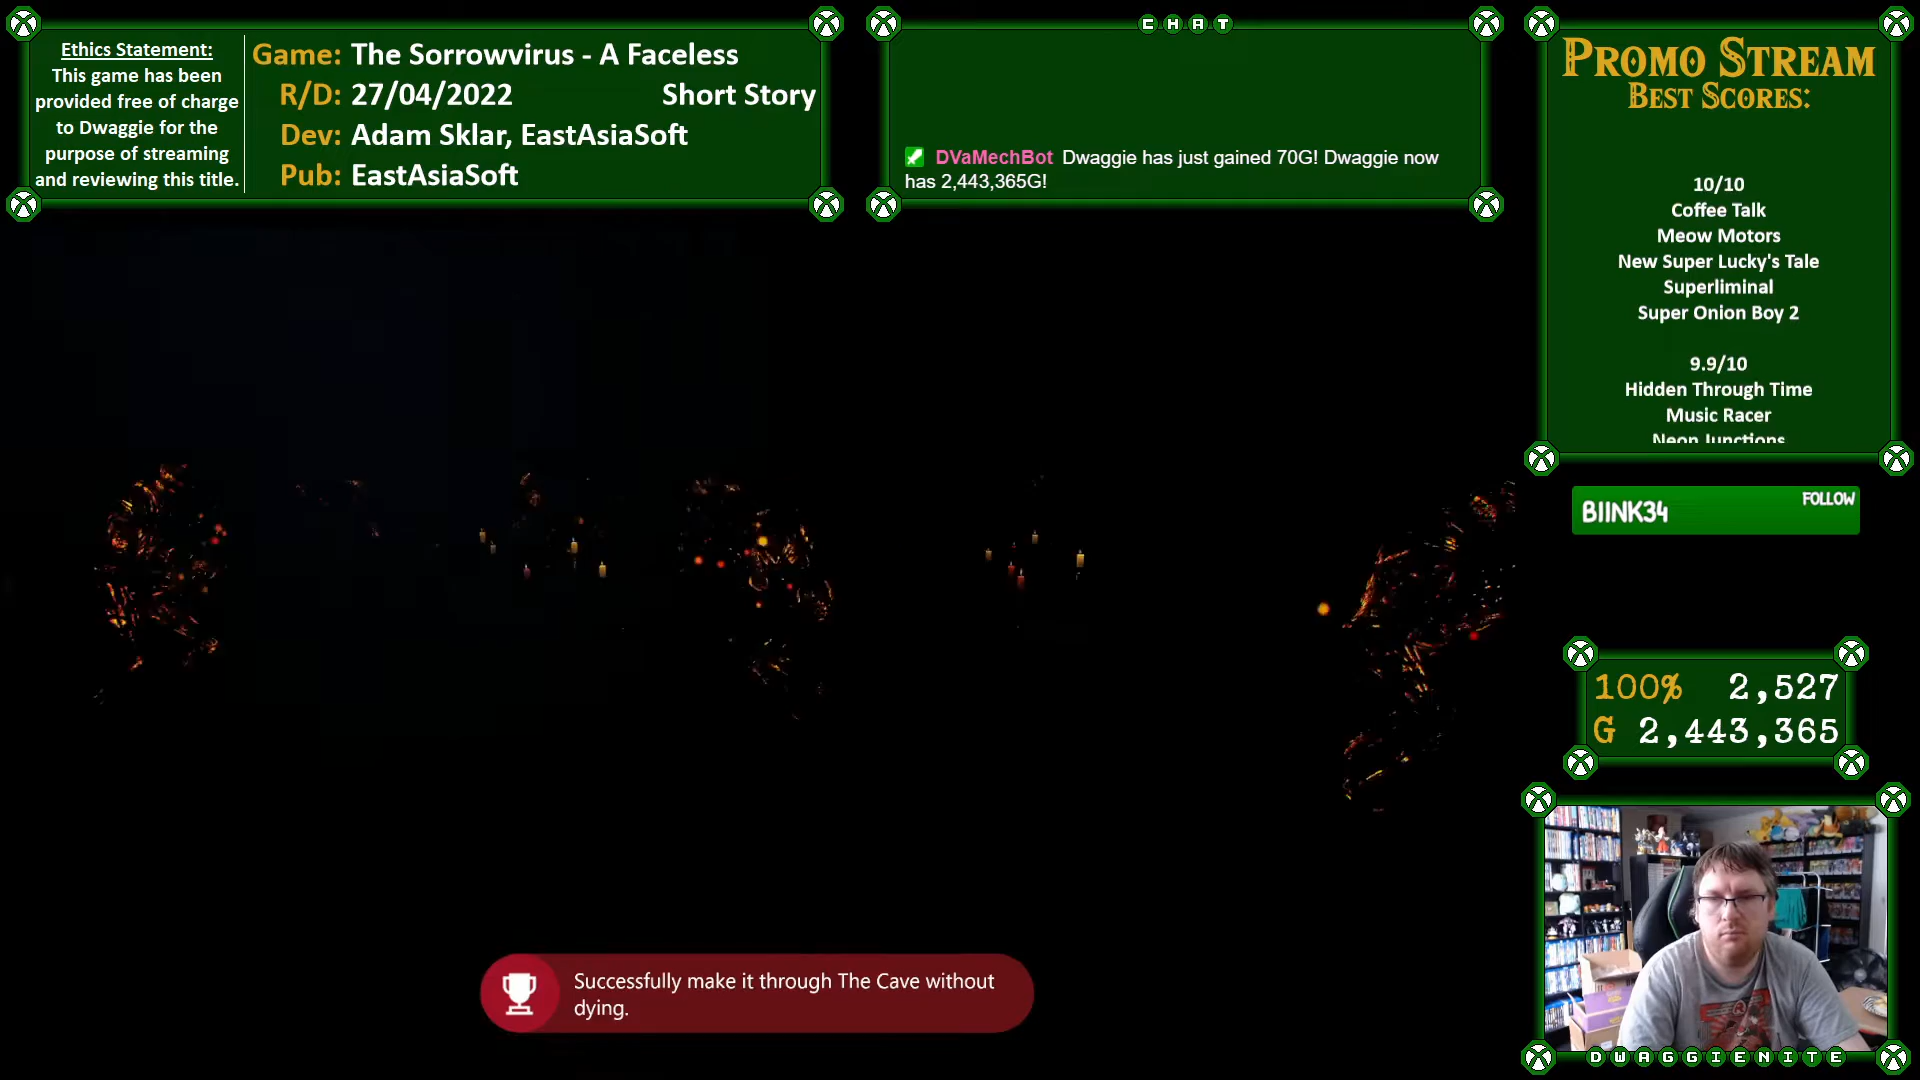 Ethics Statement:
This game has been
provided free of charge
to Dwaggie for the
purpose of streaming
and reviewing this title.
Game: The Sorrowvirus - A Faceless
R/D: 27/04/2022 Short Story
Dev: Adam Sklar, EastAsiaSoft
Pub: EastAsiaSoft
CHAT
DVaMechBot Dwaggie has just gained 70G! Dwaggie now
has 2,443,365G!
PROMO STREAM
BEST SCORES:
10/10
Coffee Talk
Meow Motors
New Super Lucky's Tale
Superliminal
Super Onion Boy 2
9.9/10
Hidden Through Time
Music Racer
Neon Junctions
BIINK34 FOLLOW
100% 2,527
G 2,443,365
Successfully make it through The Cave without
dying.
DWAGGIENITE